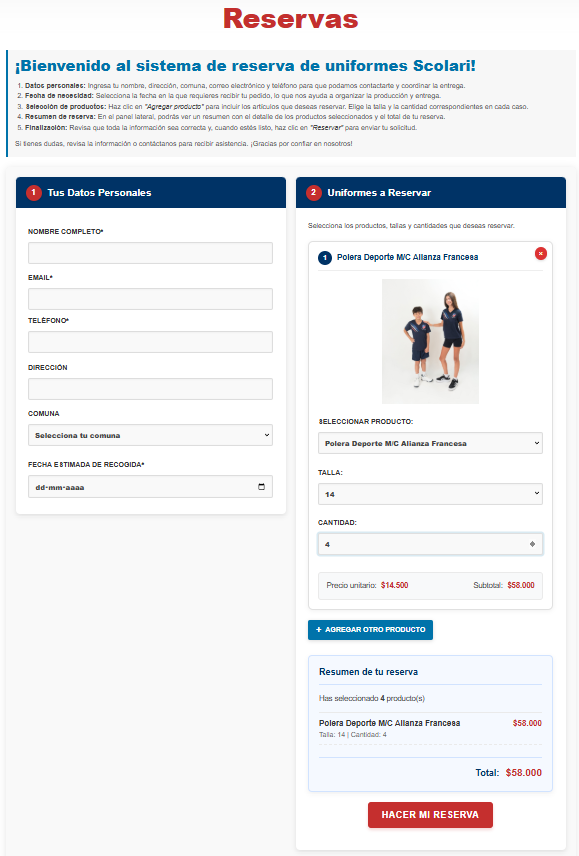 Reservas
¡Bienvenido al sistema de reserva de uniformes Scolari!
1. Datos personales: Ingresa tu nombre, dirección, comuna, correo electrónico y teléfono para que podamos contactarte y coordinar la entrega.
2. Fecha de necesidad: Selecciona la fecha en la que requieres recibir tu pedido, lo que nos ayuda a organizar la producción y entrega.
3. Selección de productos: Haz clic en "Agregar producto" para incluir los artículos que deseas reservar. Elige la talla y la cantidad correspondientes en cada caso.
4. Resumen de reserva: En el panel lateral, podrás ver un resumen con el detalle de los productos seleccionados y el total de tu reserva.
5. Finalización: Revisa que toda la información sea correcta y, cuando estés listo, haz clic en "Reservar" para enviar tu solicitud.
Si tienes dudas, revisa la información o contáctanos para recibir asistencia. ¡Gracias por confiar en nosotros!
1 Tus Datos Personales
NOMBRE COMPLETO*
EMAIL*
TELÉFONO*
DIRECCIÓN
COMUNA
Selecciona tu comuna
FECHA ESTIMADA DE RECOGIDA*
dd-mm-aaaa
2 Uniformes a Reservar
Selecciona los productos, tallas y cantidades que deseas reservar.
1 Polera Deporte M/C Alianza Francesa ×
SELECCIONAR PRODUCTO:
Polera Deporte M/C Alianza Francesa
TALLA:
14
CANTIDAD:
4
Precio unitario: $14.500 Subtotal: $58.000
+ AGREGAR OTRO PRODUCTO
Resumen de tu reserva
Has seleccionado 4 producto(s)
Polera Deporte M/C Alianza Francesa $58.000
Talla: 14 | Cantidad: 4
Total: $58.000
HACER MI RESERVA